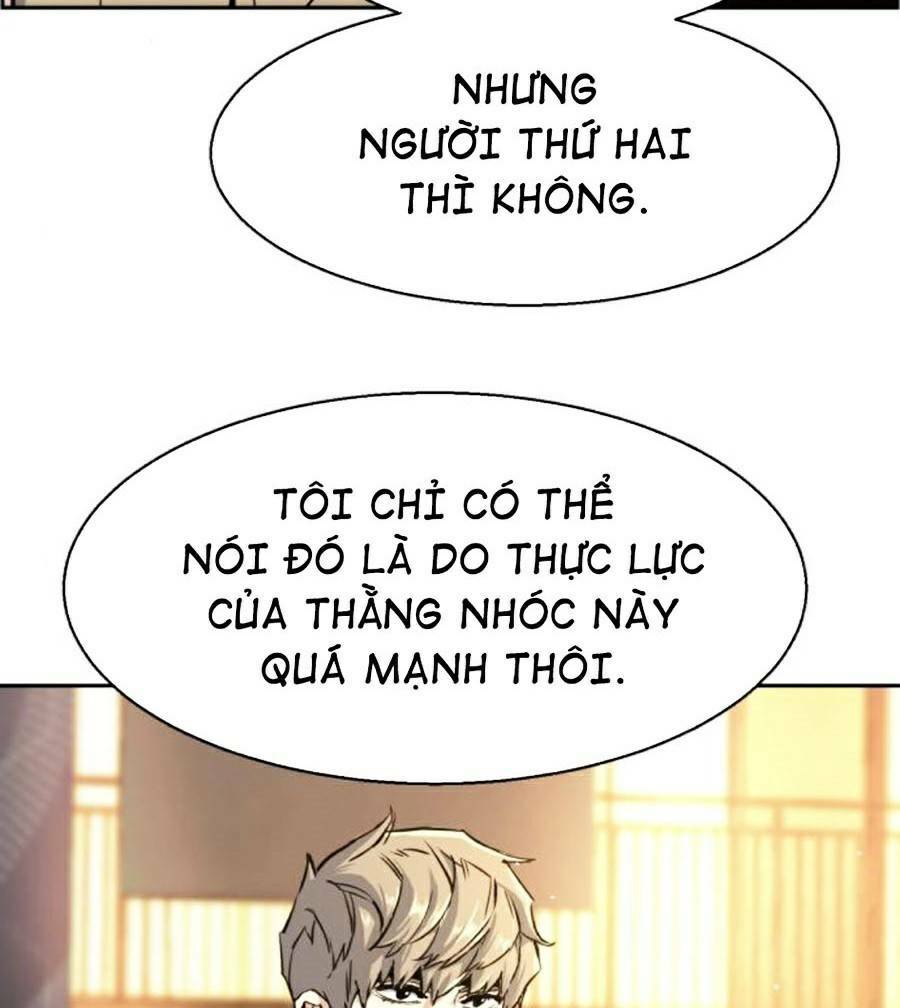 NHƯNG
NGƯỜI THỨ HAI
THÌ KHÔNG.
TÔI CHỈ CÓ THỂ
NÓI ĐÓ LÀ DO THỰC LỰC
CỦA THẰNG NHÓC NÀY
QUÁ MẠNH THÔI.